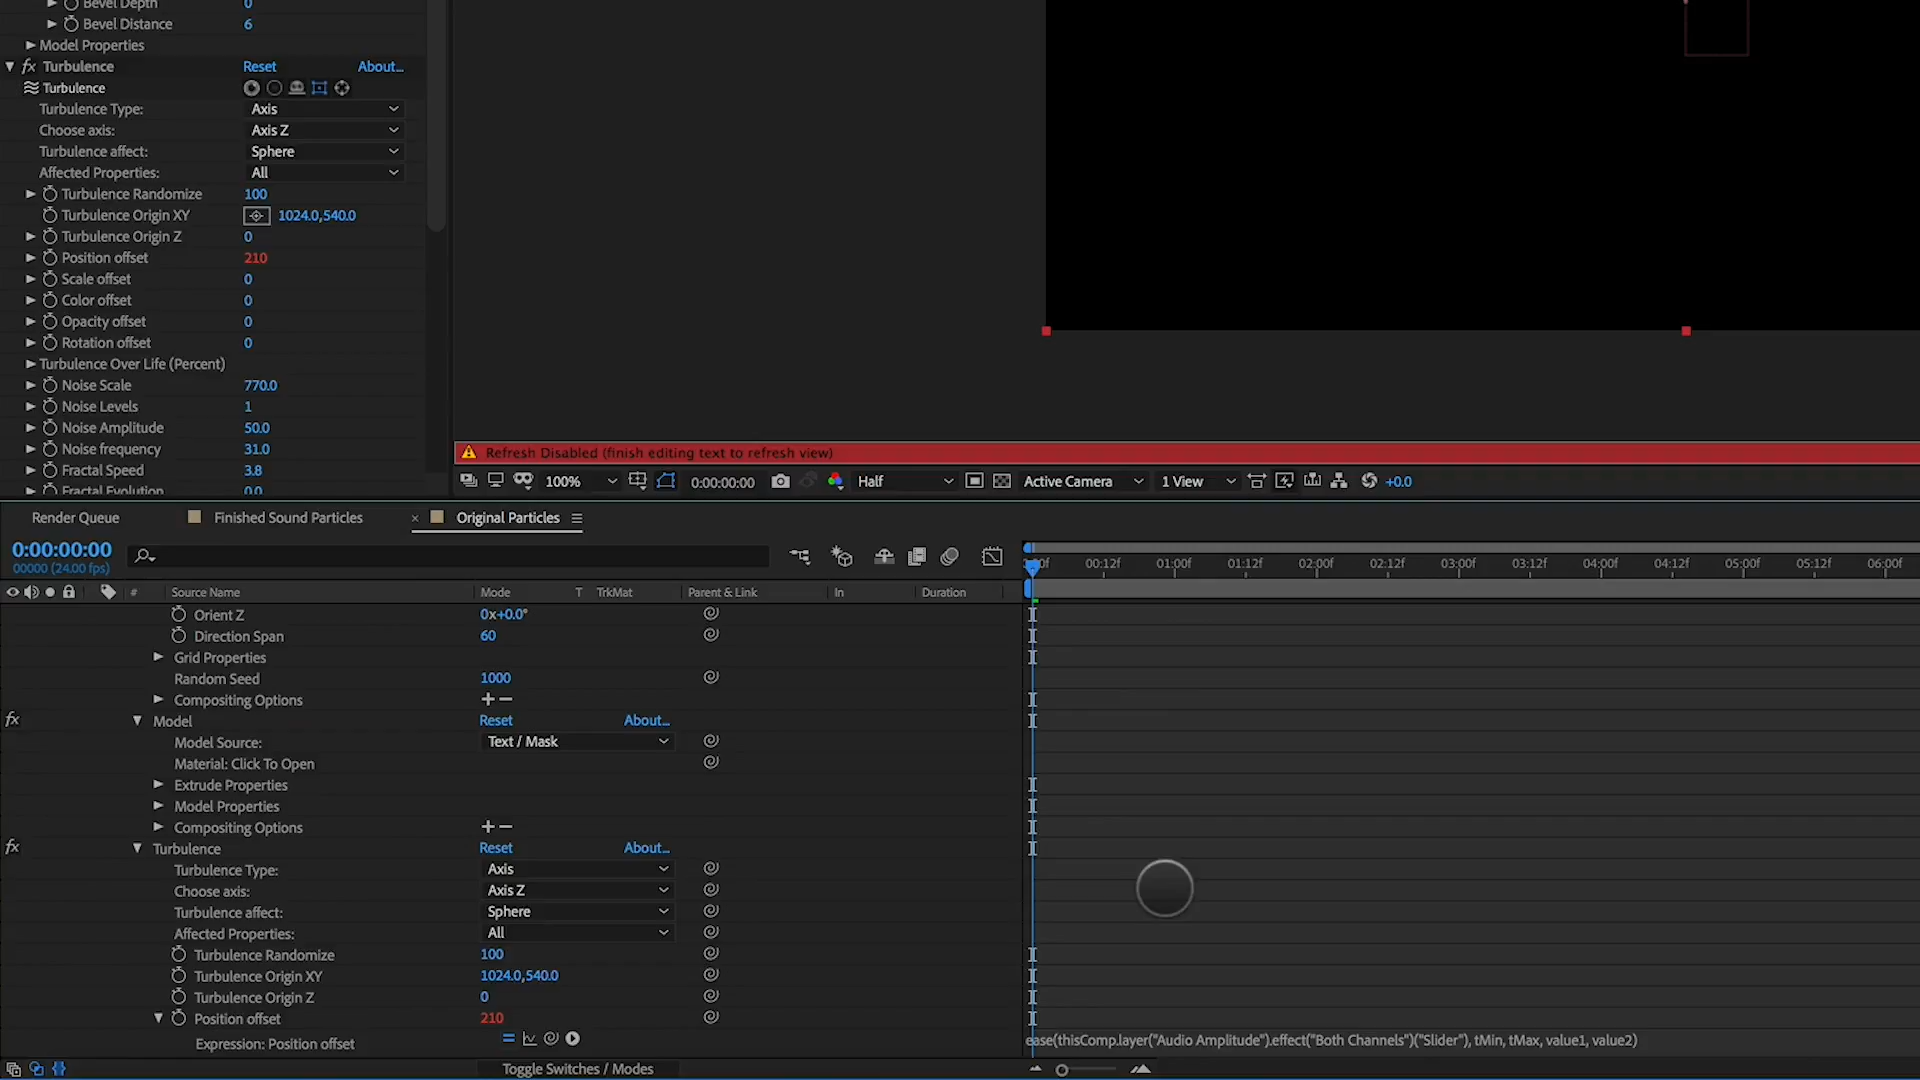 Bevel Depth 0
Bevel Distance 6
Model Properties
fx Turbulence Reset About...
Turbulence
Turbulence Type: Axis
Choose axis: Axis Z
Turbulence affect: Sphere
Affected Properties: All
Turbulence Randomize 100
Turbulence Origin XY 1024.0,540.0
Turbulence Origin Z 0
Position offset 210
Scale offset 0
Color offset 0
Opacity offset 0
Rotation offset 0
Turbulence Over Life (Percent)
Noise Scale 770.0
Noise Levels 1
Noise Amplitude 50.0
Noise frequency 31.0
Fractal Speed 3.8
Fractal Evolution 0.0
Refresh Disabled (finish editing text to refresh view)
100% 0:00:00:00 Half Active Camera 1 View +0.0
Render Queue Finished Sound Particles × Original Particles
0:00:00:00
00000 (24.00 fps)
00:12f 01:00f 01:12f 02:00f 02:12f 03:00f 03:12f 04:00f 04:12f 05:00f 05:12f 06:00f
# Source Name Mode T TrkMat Parent & Link In Duration
Orient Z 0x+0.0°
Direction Span 60
Grid Properties
Random Seed 1000
Compositing Options
fx Model Reset About...
Model Source: Text / Mask
Material: Click To Open
Extrude Properties
Model Properties
Compositing Options
fx Turbulence Reset About...
Turbulence Type: Axis
Choose axis: Axis Z
Turbulence affect: Sphere
Affected Properties: All
Turbulence Randomize 100
Turbulence Origin XY 1024.0,540.0
Turbulence Origin Z 0
Position offset 210
Expression: Position offset ease(thisComp.layer("Audio Amplitude").effect("Both Channels")("Slider"), tMin, tMax, value1, value2)
Toggle Switches / Modes